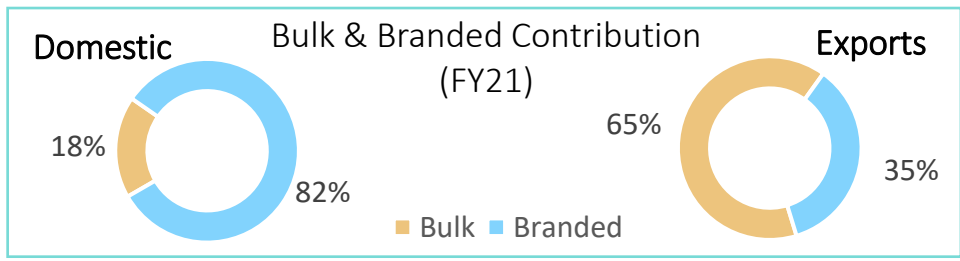 Domestic
Bulk & Branded Contribution
(FY21)
Exports
18%
82%
65%
35%
Bulk
Branded